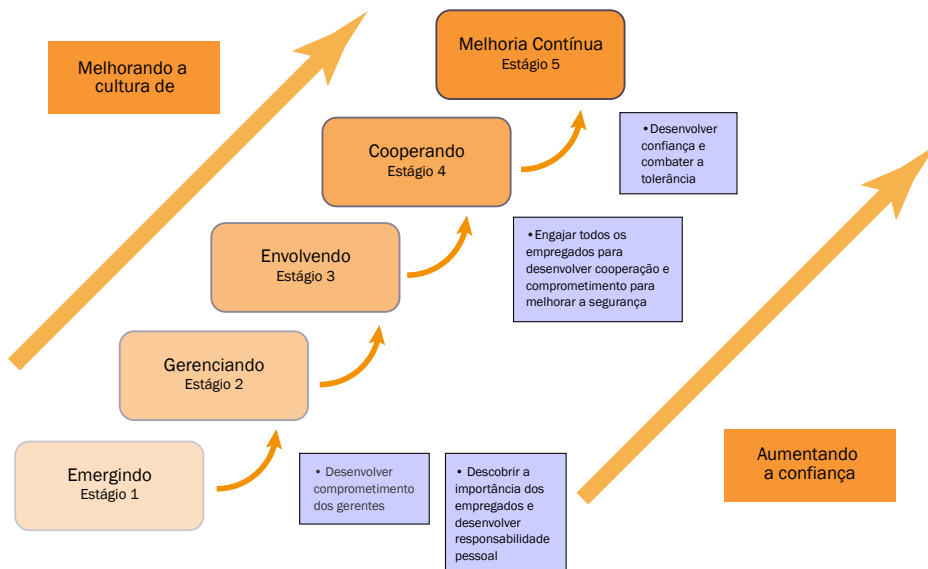 Melhoria Contínua
Estágio 5
Melhorando a
cultura de
• Desenvolver
confiança e
combater a
tolerância
Cooperando
Estágio 4
• Engajar todos os
empregados para
desenvolver cooperação e
comprometimento para
melhorar a segurança
Envolvendo
Estágio 3
Gerenciando
Estágio 2
Aumentando
a confiança
Emergindo
Estágio 1
• Desenvolver
comprometimento
dos gerentes
• Descobrir a
importância dos
empregados e
desenvolver
responsabilidade
pessoal